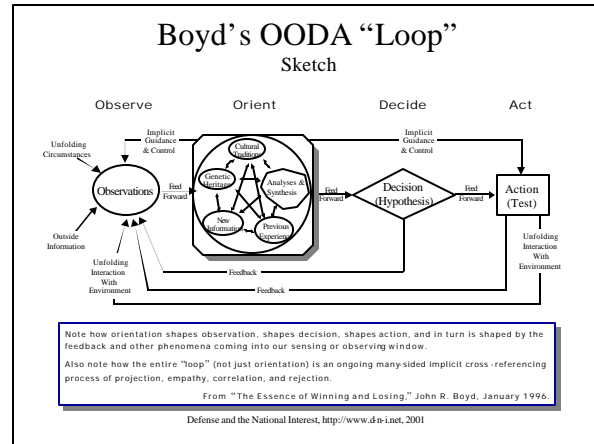 Boyd's OODA “Loop”
Sketch
Observe
Orient
Decide
Act
Implicit
Guidance
& Control
Implicit
Guidance
& Control
Unfolding
Circumstances
Observations
Feed
Forward
Cultural
Traditions
Genetic
Heritage
Analyses &
Synthesis
New
Information
Previous
Experience
Feed
Forward
Decision
(Hypothesis)
Feed
Forward
Action
(Test)
Outside
Information
Unfolding
Interaction
With
Environment
Unfolding
Interaction
With
Environment
Feedback
Feedback
Note how orientation shapes observation, shapes decision, shapes action, and in turn is shaped by the
feedback and other phenomena coming into our sensing or observing window.
Also note how the entire “loop” (not just orientation) is an ongoing many-sided implicit cross-referencing
process of projection, empathy, correlation, and rejection.
From “The Essence of Winning and Losing,” John R. Boyd, January 1996.
Defense and the National Interest, http://www.d-n-i.net, 2001